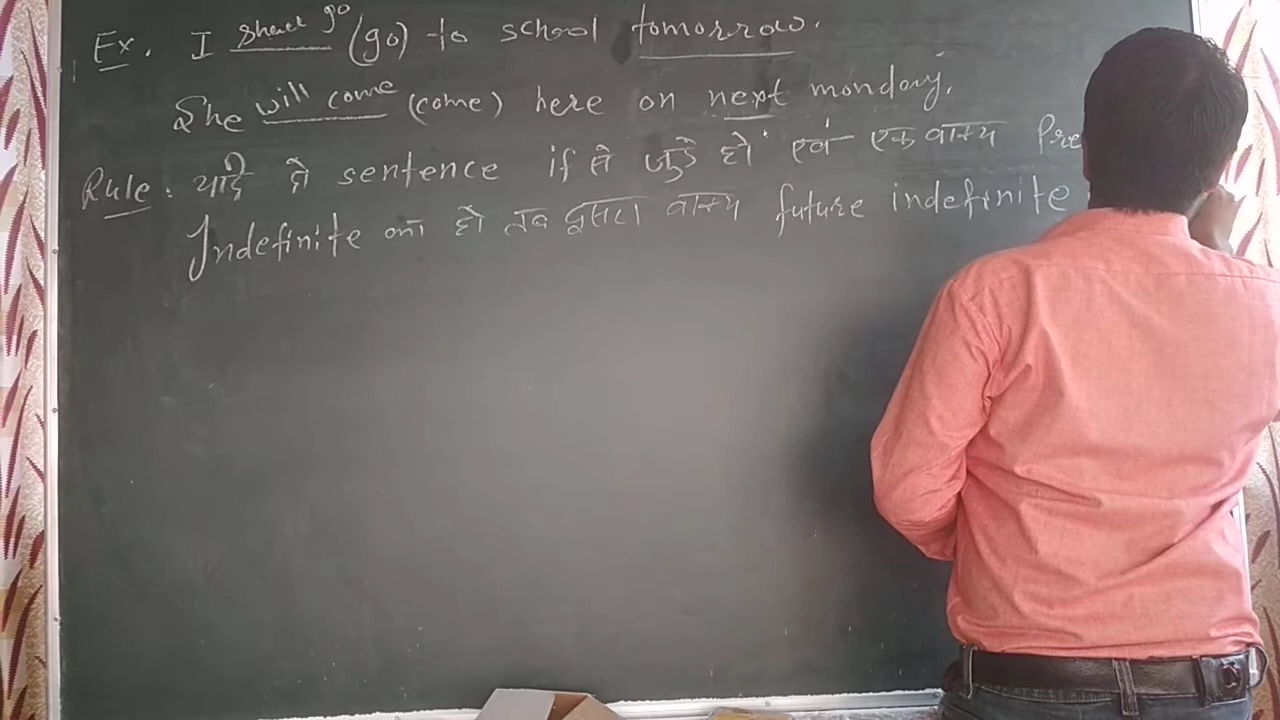 Ex. I shall go (go) to school tomorrow.
She will come (come) here on next monday.
Rule: यदि दो sentence if से जुड़े हो एवं एक वाक्य Pre
Indefinite का हो तब दूसरा वाक्य future indefinite